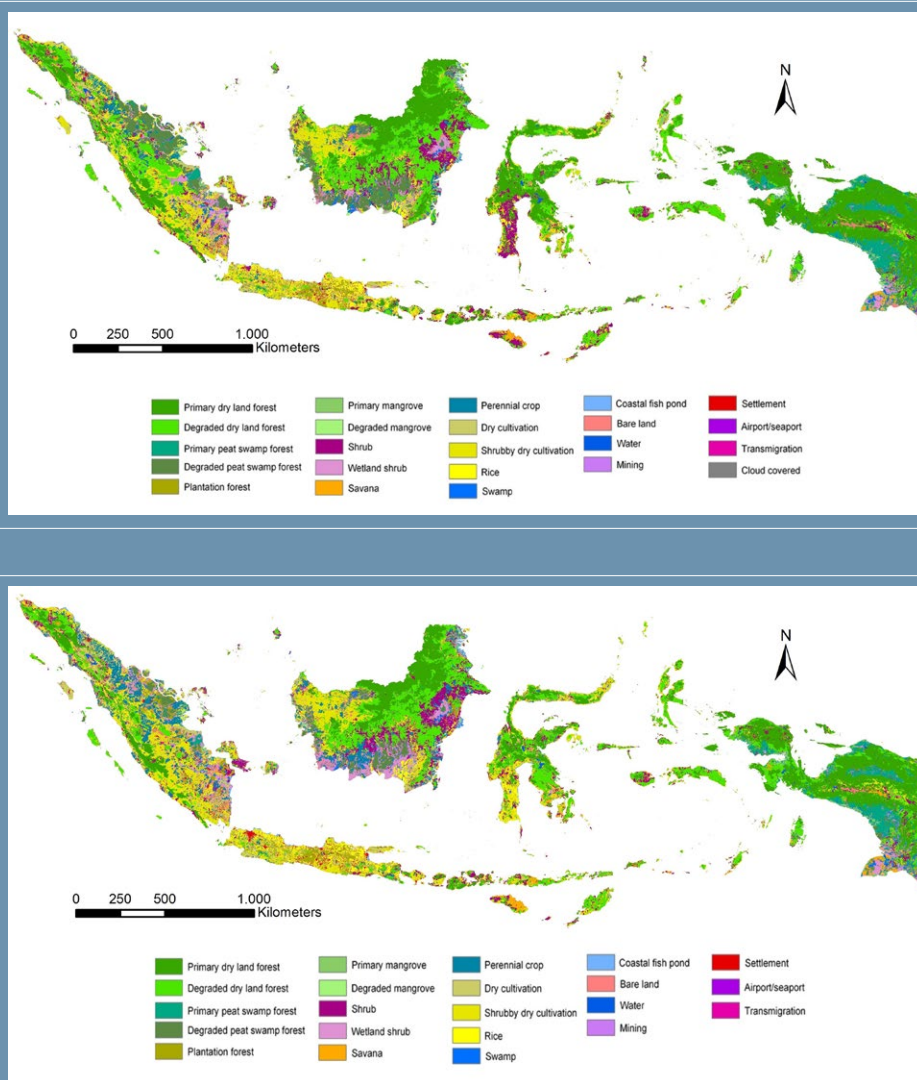 N
0 250 500 1.000
Kilometers
Primary dry land forest
Degraded dry land forest
Primary peat swamp forest
Degraded peat swamp forest
Plantation forest
Primary mangrove
Degraded mangrove
Shrub
Wetland shrub
Savana
Perennial crop
Dry cultivation
Shrubby dry cultivation
Rice
Swamp
Coastal fish pond
Bare land
Water
Mining
Settlement
Airport/seaport
Transmigration
Cloud covered
N
0 250 500 1.000
Kilometers
Primary dry land forest
Degraded dry land forest
Primary peat swamp forest
Degraded peat swamp forest
Plantation forest
Primary mangrove
Degraded mangrove
Shrub
Wetland shrub
Savana
Perennial crop
Dry cultivation
Shrubby dry cultivation
Rice
Swamp
Coastal fish pond
Bare land
Water
Mining
Settlement
Airport/seaport
Transmigration